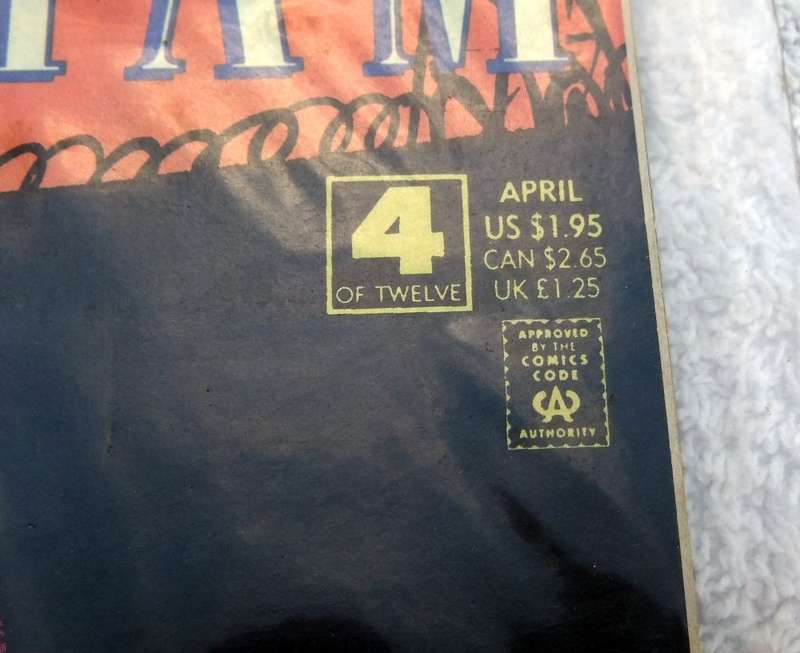 4
OF TWELVE
APRIL
US $1.95
CAN $2.65
UK £1.25
APPROVED
BY THE
COMICS
CODE
AUTHORITY